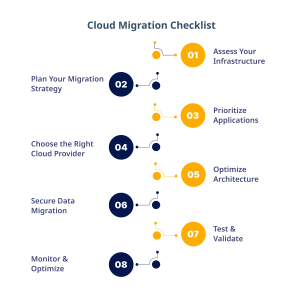 Cloud Migration Checklist
01
Assess Your
Infrastructure
Plan Your Migration
Strategy
02
03
Prioritize
Applications
Choose the Right
Cloud Provider
04
05
Optimize
Architecture
Secure Data
Migration
06
07
Test &
Validate
Monitor &
Optimize
08